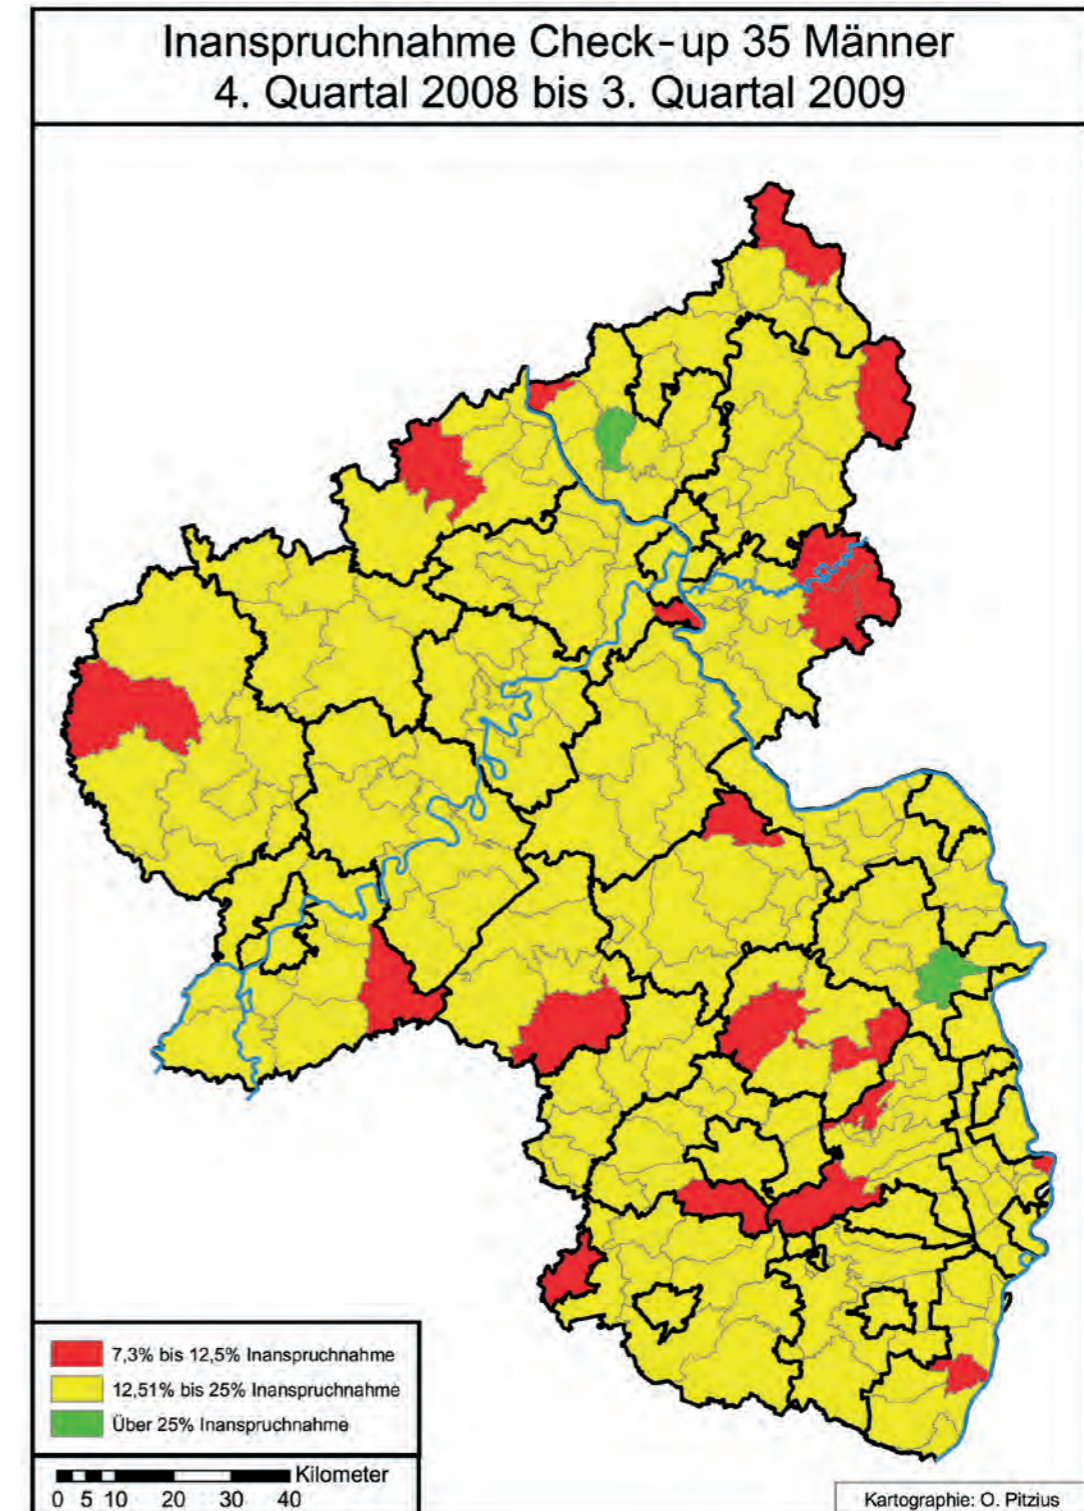 Inanspruchnahme Check-up 35 Männer
4. Quartal 2008 bis 3. Quartal 2009
7,3% bis 12,5% Inanspruchnahme
12,51% bis 25% Inanspruchnahme
Über 25% Inanspruchnahme
Kilometer
0 5 10 20 30 40
Kartographie: O. Pitzius